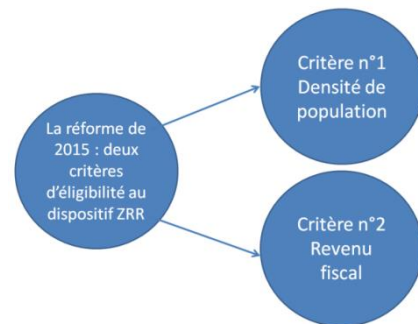 La réforme de
2015 : deux
critères
d'éligibilité au
dispositif ZRR
Critère n°1
Densité de
population
Critère n°2
Revenu
fiscal